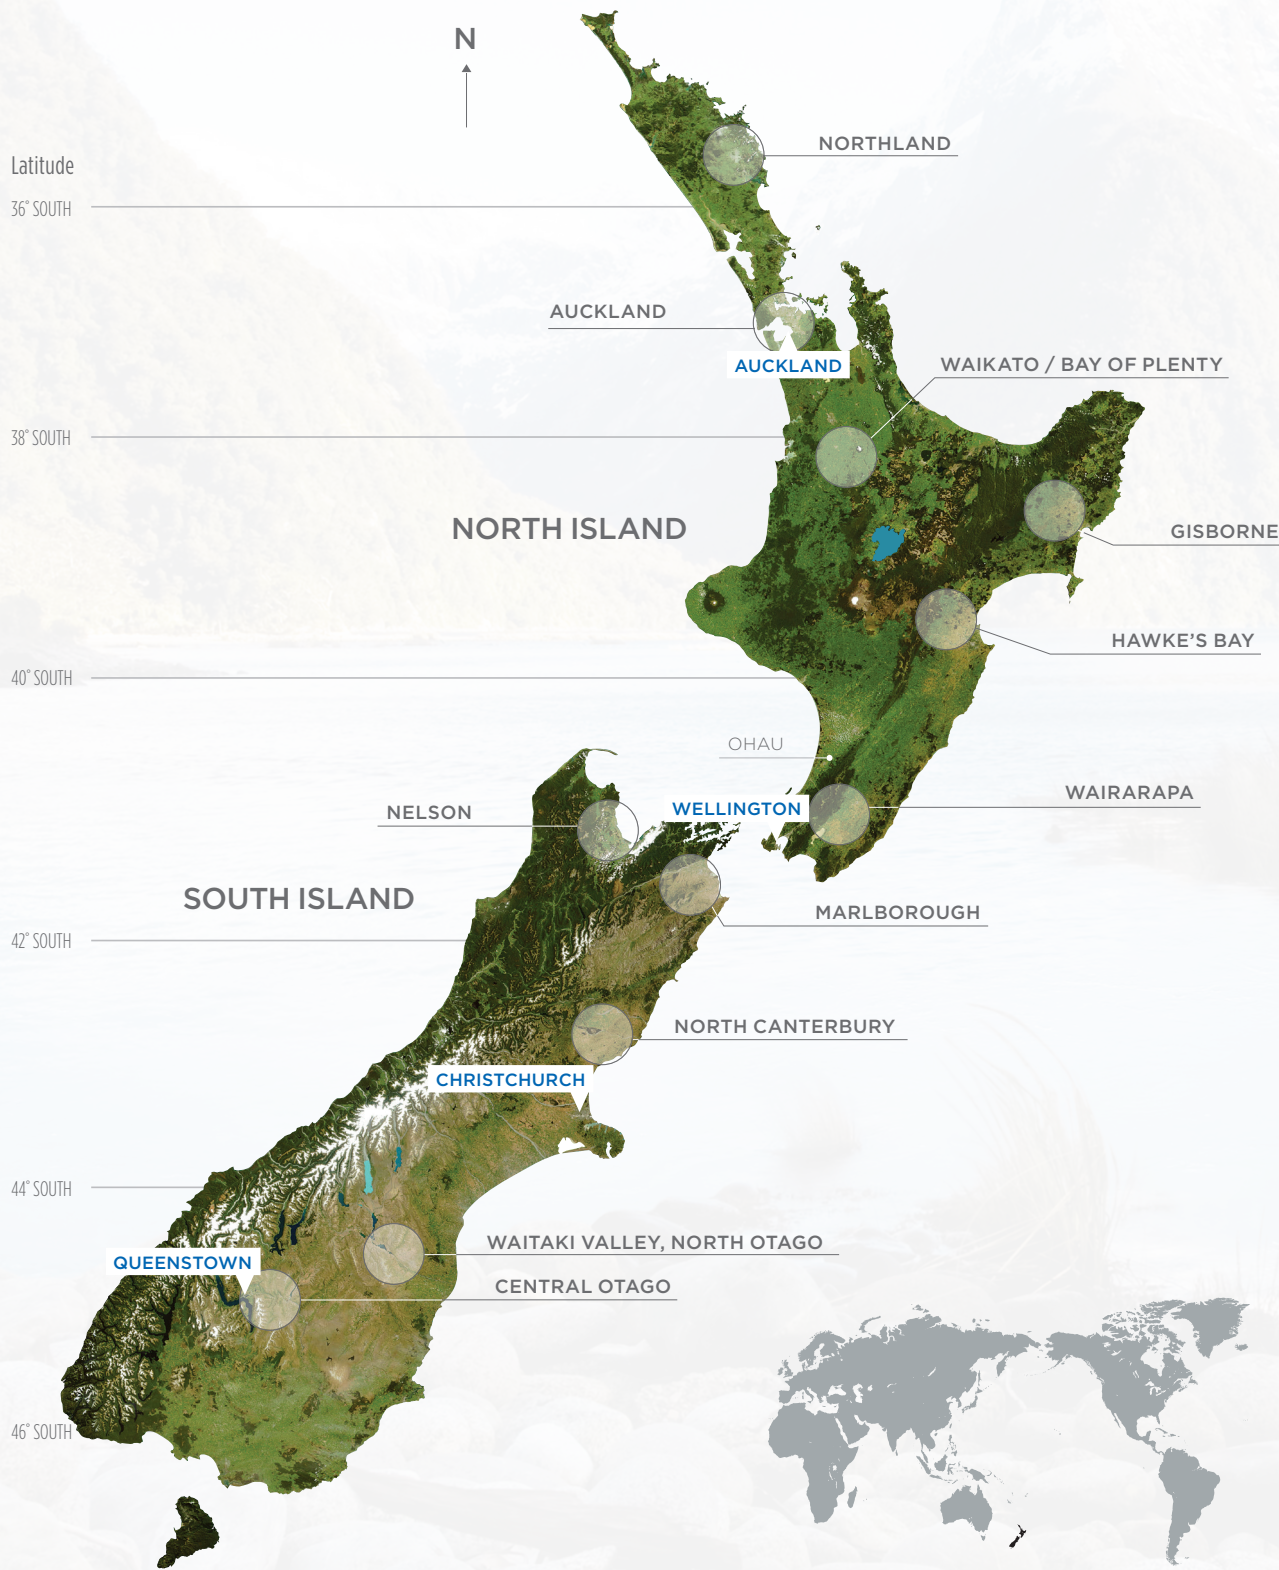 N
NORTHLAND
Latitude
36° SOUTH
AUCKLAND
AUCKLAND
WAIKATO / BAY OF PLENTY
38° SOUTH
NORTH ISLAND
GISBORNE
HAWKE'S BAY
40° SOUTH
OHAU
WAIRARAPA
NELSON
WELLINGTON
SOUTH ISLAND
MARLBOROUGH
42° SOUTH
NORTH CANTERBURY
CHRISTCHURCH
44° SOUTH
WAITAKI VALLEY, NORTH OTAGO
QUEENSTOWN
CENTRAL OTAGO
46° SOUTH